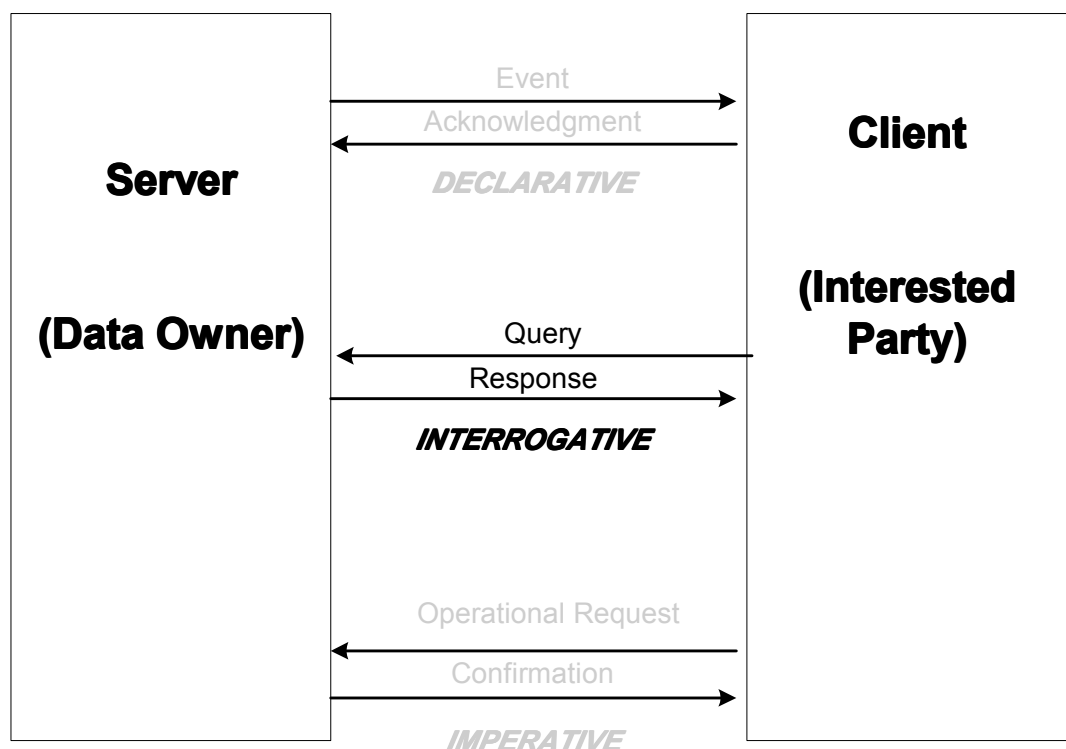 Server
(Data Owner)
Event
Acknowledgment
DECLARATIVE
Query
Response
INTERROGATIVE
Operational Request
Confirmation
IMPERATIVE
Client
(Interested
Party)